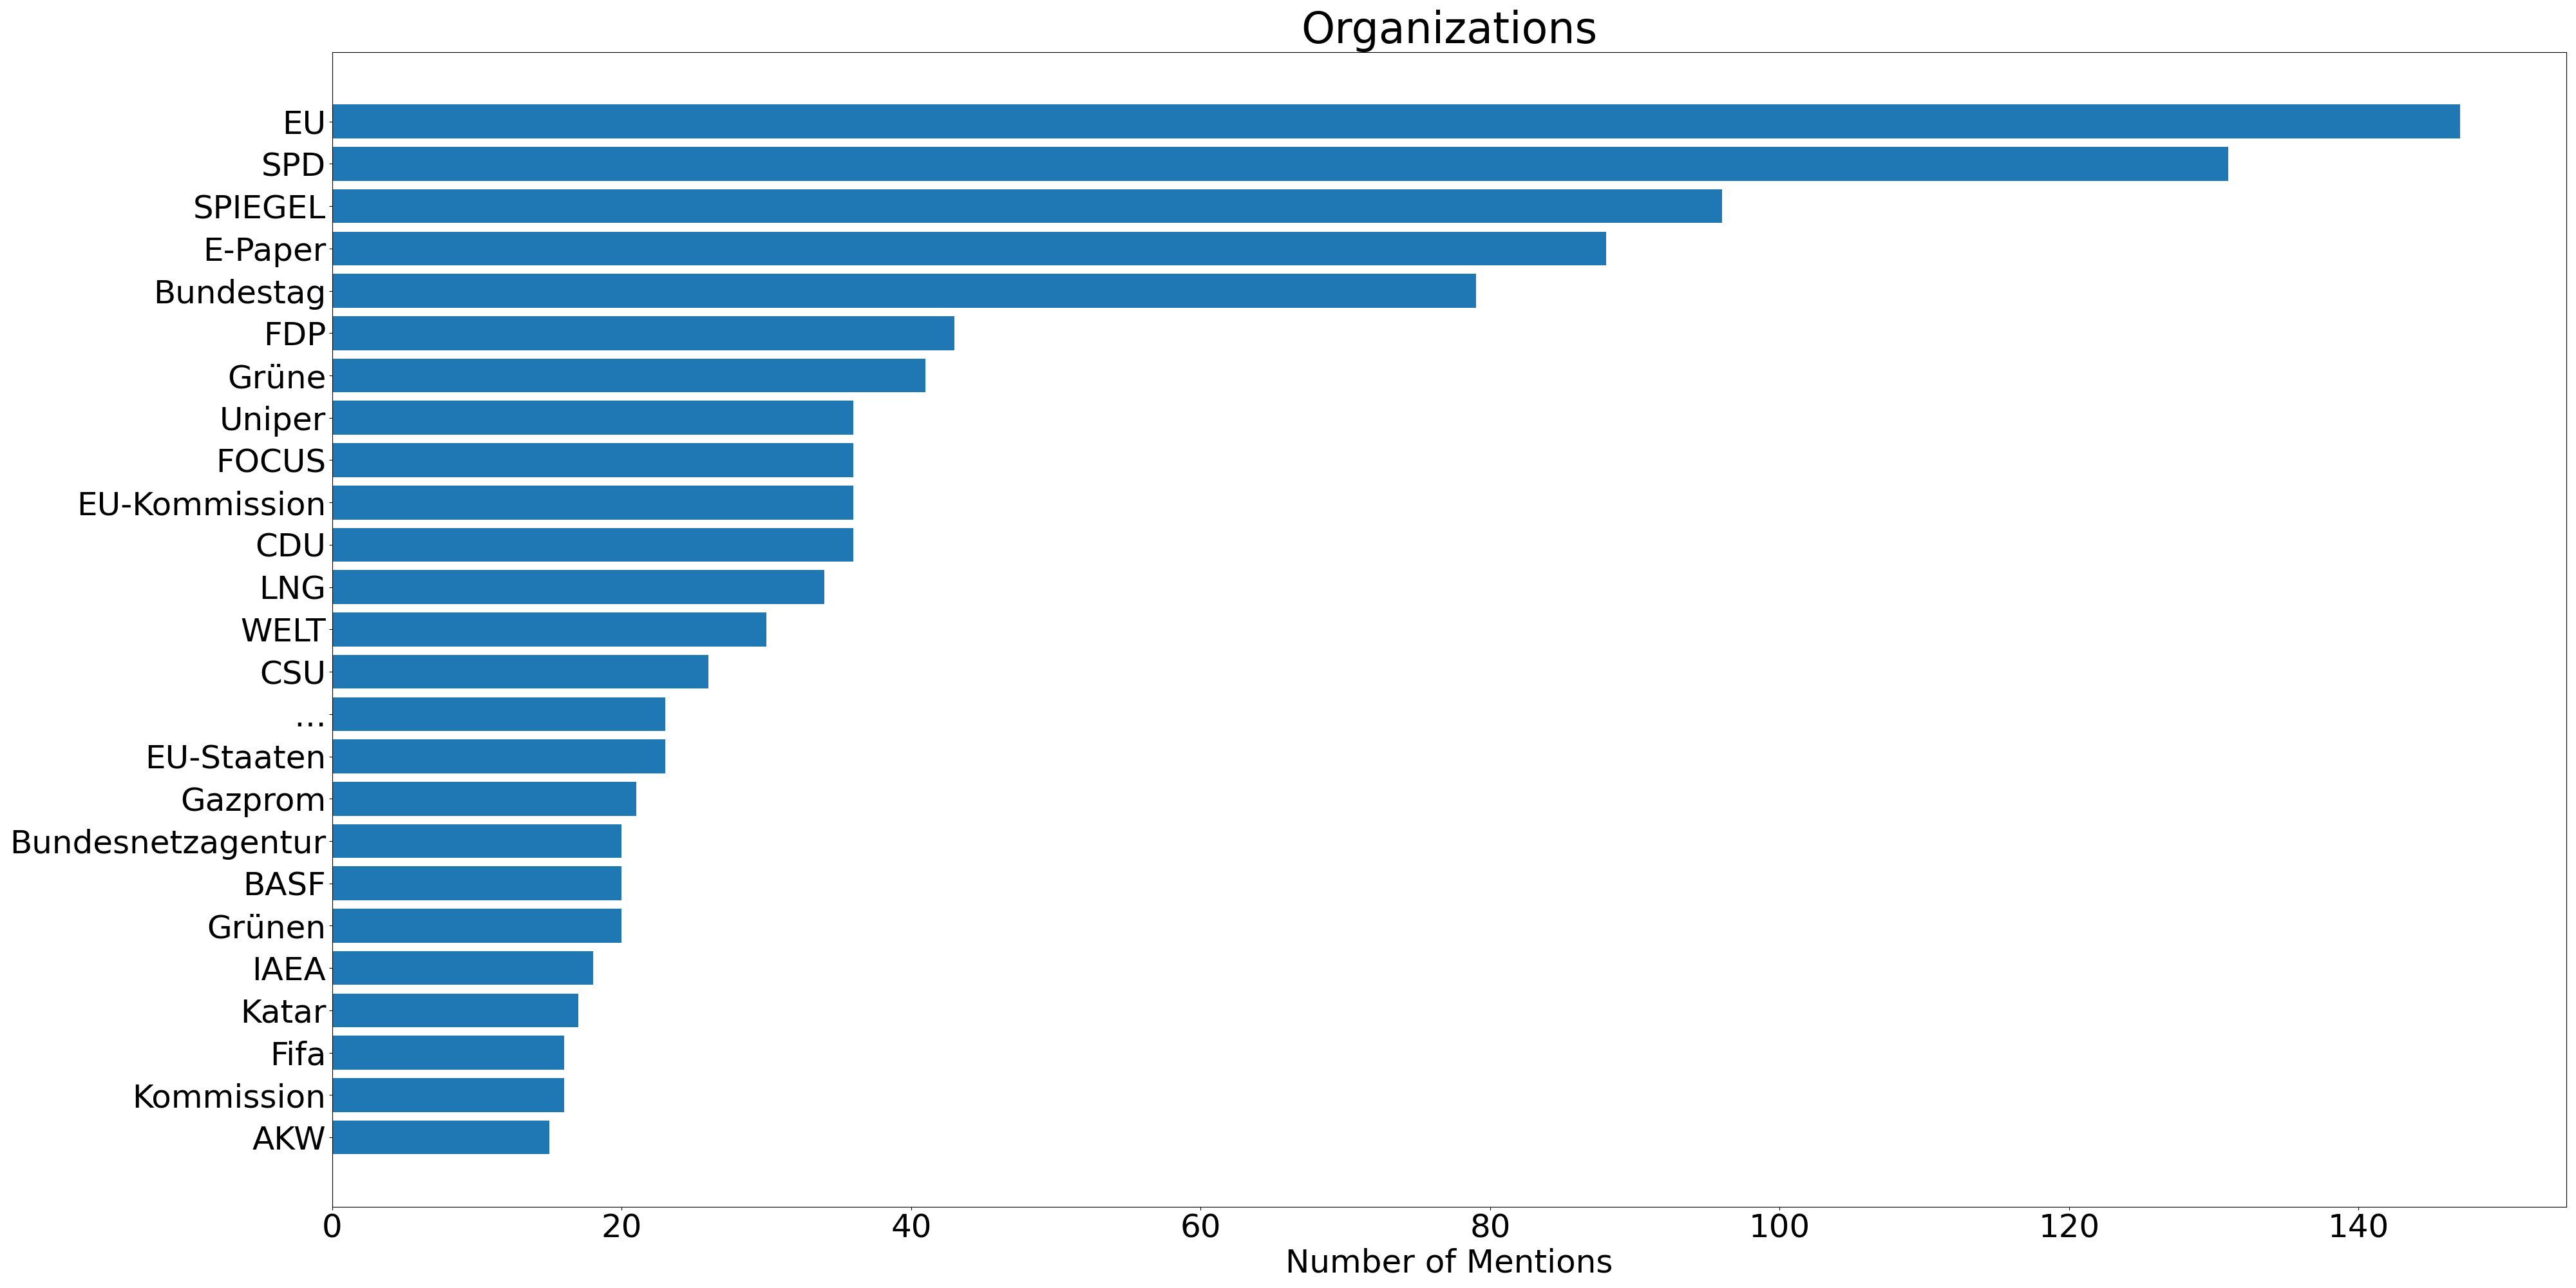 Organizations
EU
SPD
SPIEGEL
E-Paper
Bundestag
FDP
Grüne
Uniper
FOCUS
EU-Kommission
CDU
LNG
WELT
CSU
...
EU-Staaten
Gazprom
Bundesnetzagentur
BASF
Grünen
IAEA
Katar
Fifa
Kommission
AKW
0 20 40 60 80 100 120 140
Number of Mentions